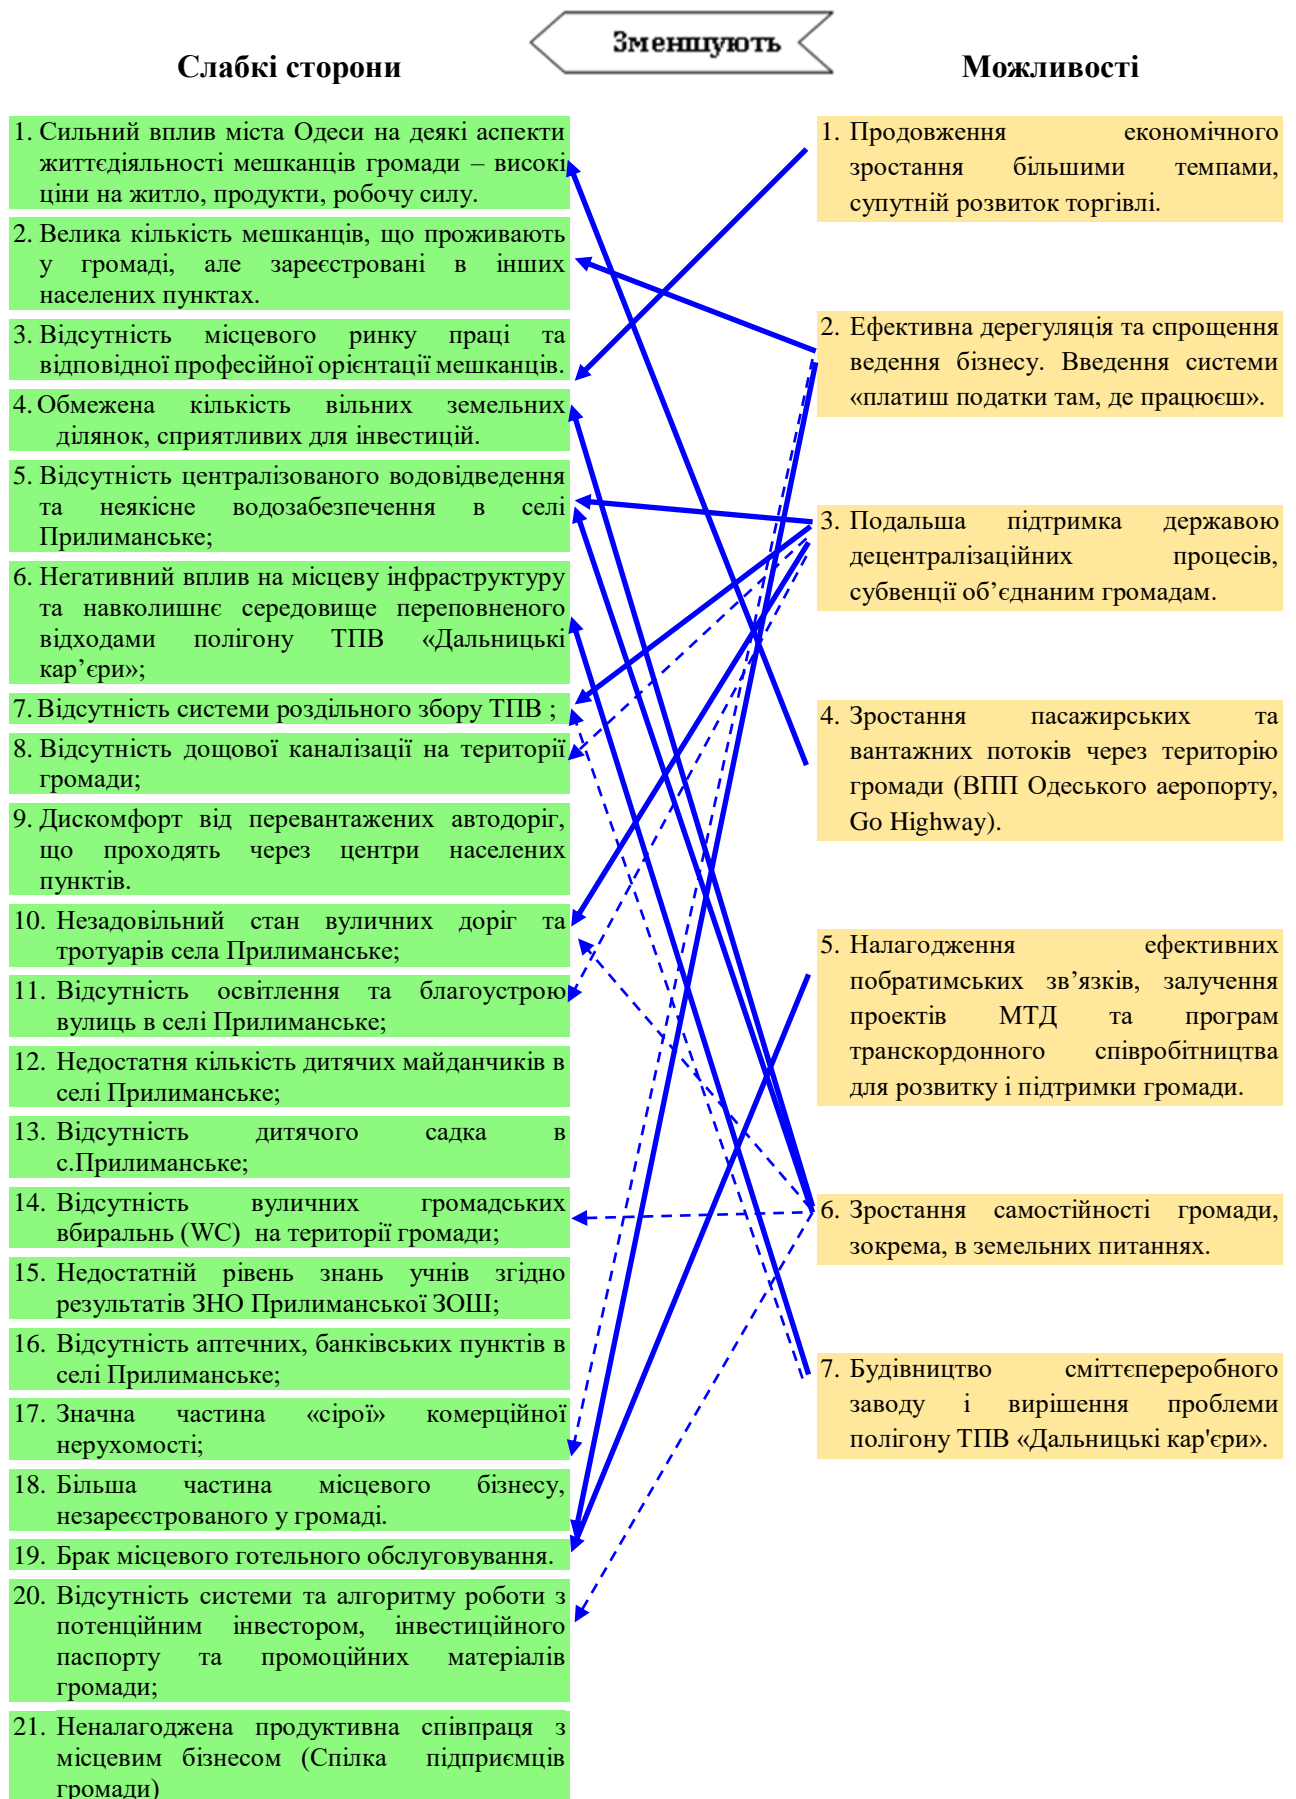 Зменшують
Слабкі сторони
Можливості
1. Сильний вплив міста Одеси на деякі аспекти
життєдіяльності мешканців громади – високі
ціни на житло, продукти, робочу силу.
2. Велика кількість мешканців, що проживають
у громаді, але зареєстровані в інших
населених пунктах.
3. Відсутність місцевого ринку праці та
відповідної професійної орієнтації мешканців.
4. Обмежена кількість вільних земельних
ділянок, сприятливих для інвестицій.
5. Відсутність централізованого водовідведення
та неякісне водозабезпечення в селі
Прилиманське;
6. Негативний вплив на місцеву інфраструктуру
та навколишнє середовище переповненого
відходами полігону ТПВ «Дальницькі
кар’єри»;
7. Відсутність системи роздільного збору ТПВ ;
8. Відсутність дощової каналізації на території
громади;
9. Дискомфорт від перевантажених автодоріг,
що проходять через центри населених
пунктів.
10. Незадовільний стан вуличних доріг та
тротуарів села Прилиманське;
11. Відсутність освітлення та благоустрою
вулиць в селі Прилиманське;
12. Недостатня кількість дитячих майданчиків в
селі Прилиманське;
13. Відсутність дитячого садка в
с.Прилиманське;
14. Відсутність вуличних громадських
вбиральнь (WC) на території громади;
15. Недостатній рівень знань учнів згідно
результатів ЗНО Прилиманської ЗОШ;
16. Відсутність аптечних, банківських пунктів в
селі Прилиманське;
17. Значна частина «сірої» комерційної
нерухомості;
18. Більша частина місцевого бізнесу,
незареєстрованого у громаді.
19. Брак місцевого готельного обслуговування.
20. Відсутність системи та алгоритму роботи з
потенційним інвестором, інвестиційного
паспорту та промоційних матеріалів
громади;
21. Неналагоджена продуктивна співпраця з
місцевим бізнесом (Спілка підприємців
громади)
1. Продовження економічного
зростання більшими темпами,
супутній розвиток торгівлі.
2. Ефективна дерегуляція та спрощення
ведення бізнесу. Введення системи
«платиш податки там, де працюєш».
3. Подальша підтримка державою
децентралізаційних процесів,
субвенції об’єднаним громадам.
4. Зростання пасажирських та
вантажних потоків через територію
громади (ВПП Одеського аеропорту,
Go Highway).
5. Налагодження ефективних
побратимських зв’язків, залучення
проектів МТД та програм
транскордонного співробітництва
для розвитку і підтримки громади.
6. Зростання самостійності громади,
зокрема, в земельних питаннях.
7. Будівництво сміттєпереробного
заводу і вирішення проблеми
полігону ТПВ «Дальницькі кар'єри».